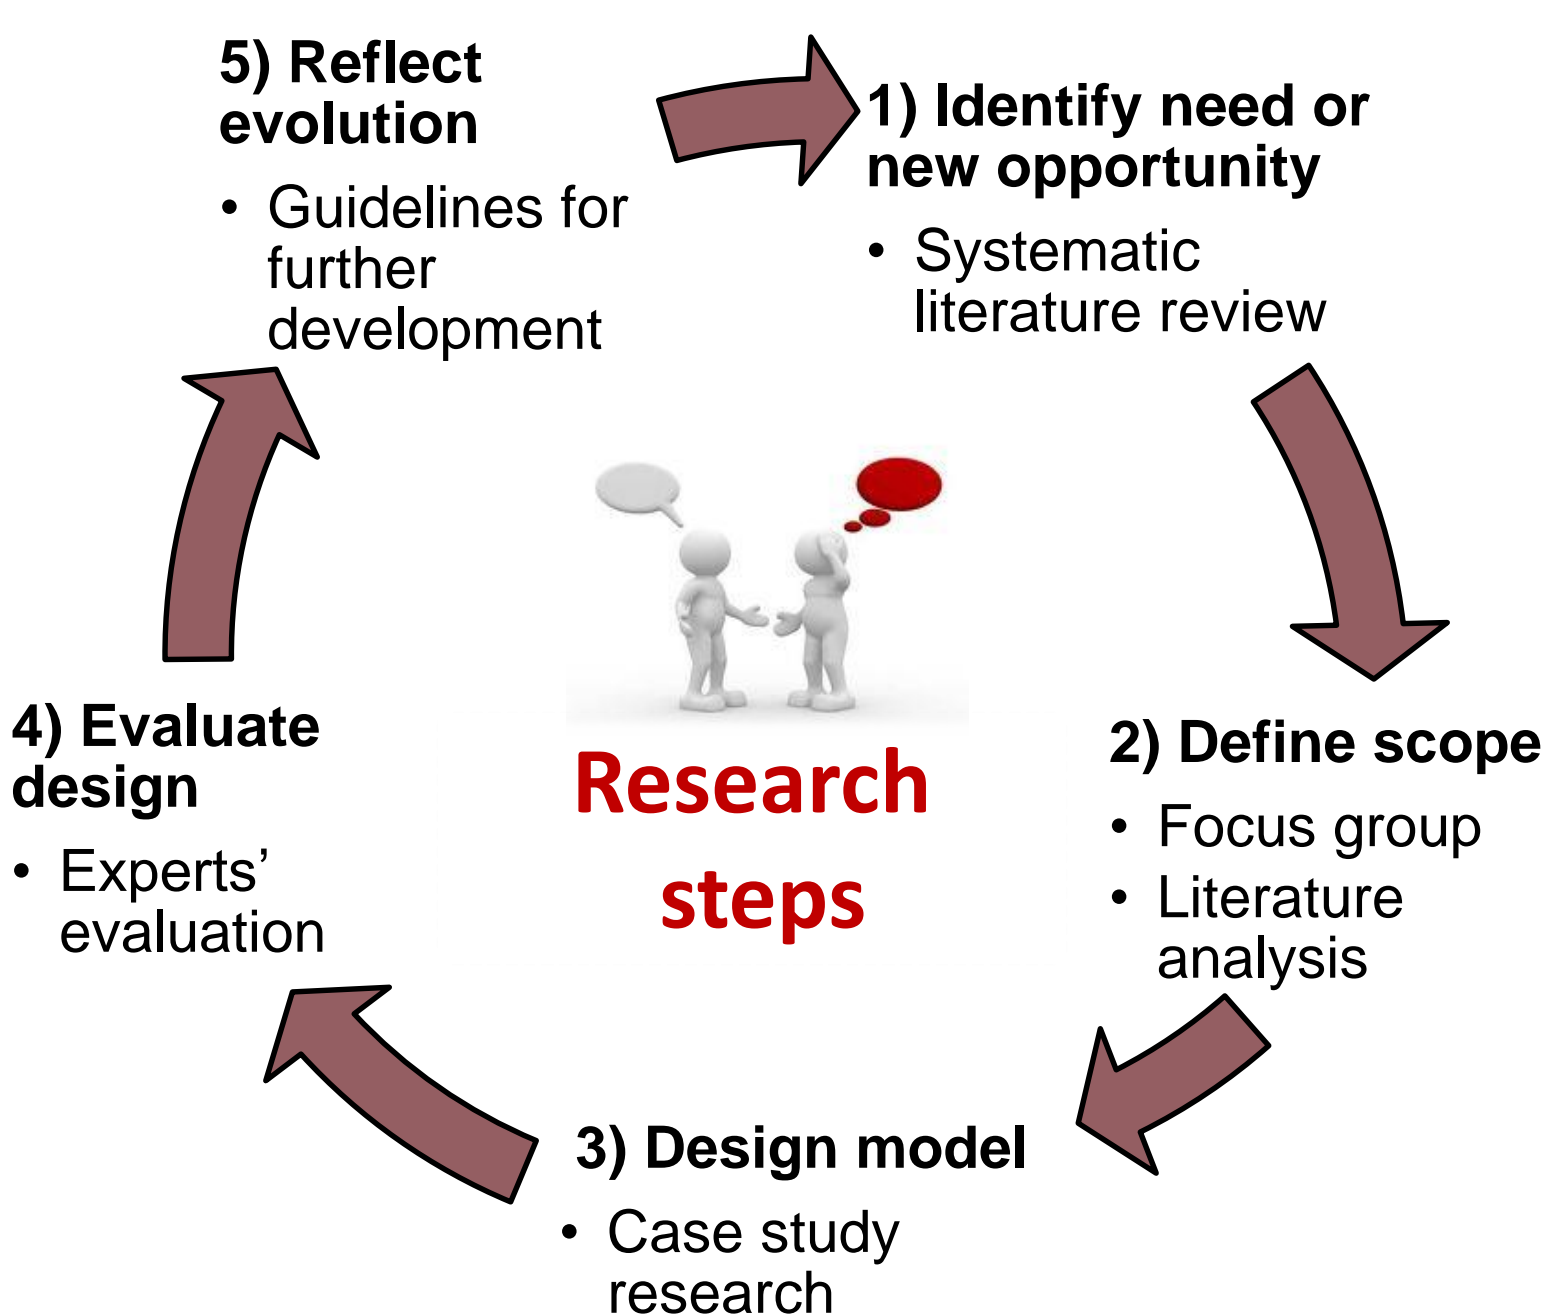 5) Reflect
evolution
• Guidelines for
further
development
1) Identify need or
new opportunity
• Systematic
literature review
2) Define scope
• Focus group
• Literature
analysis
3) Design model
• Case study
research
4) Evaluate
design
• Experts’
evaluation
Research
steps